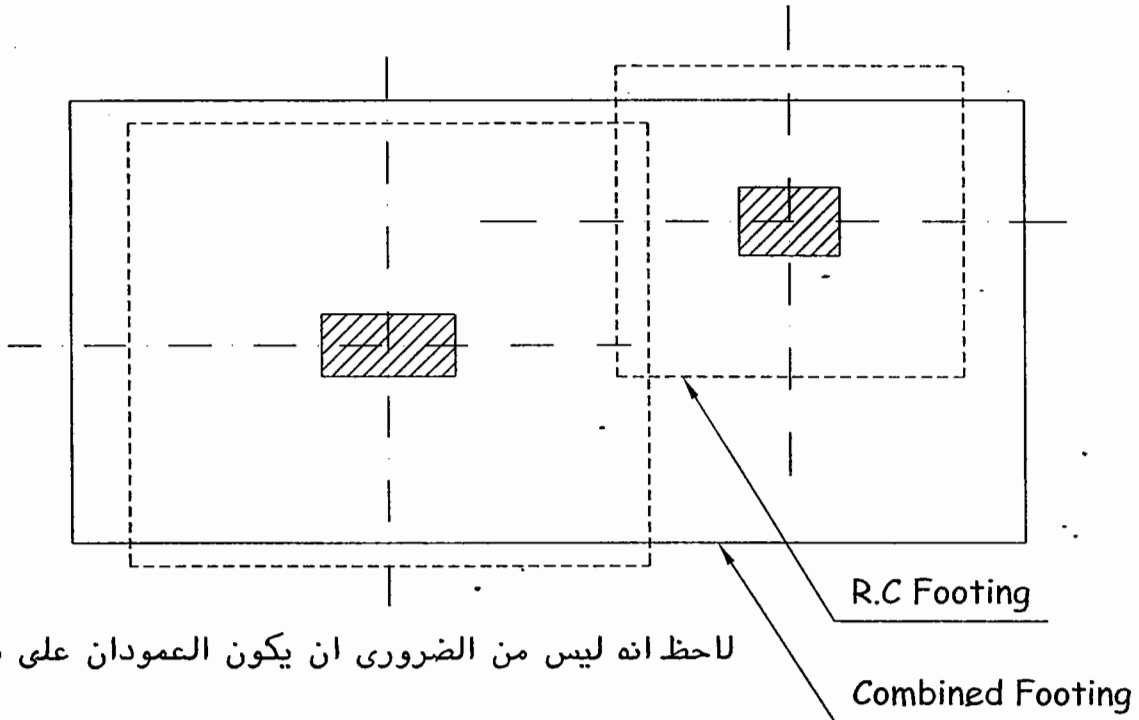 R.C Footing
لاحظ انه ليس من الضرورى ان يكون العمودان على
Combined Footing